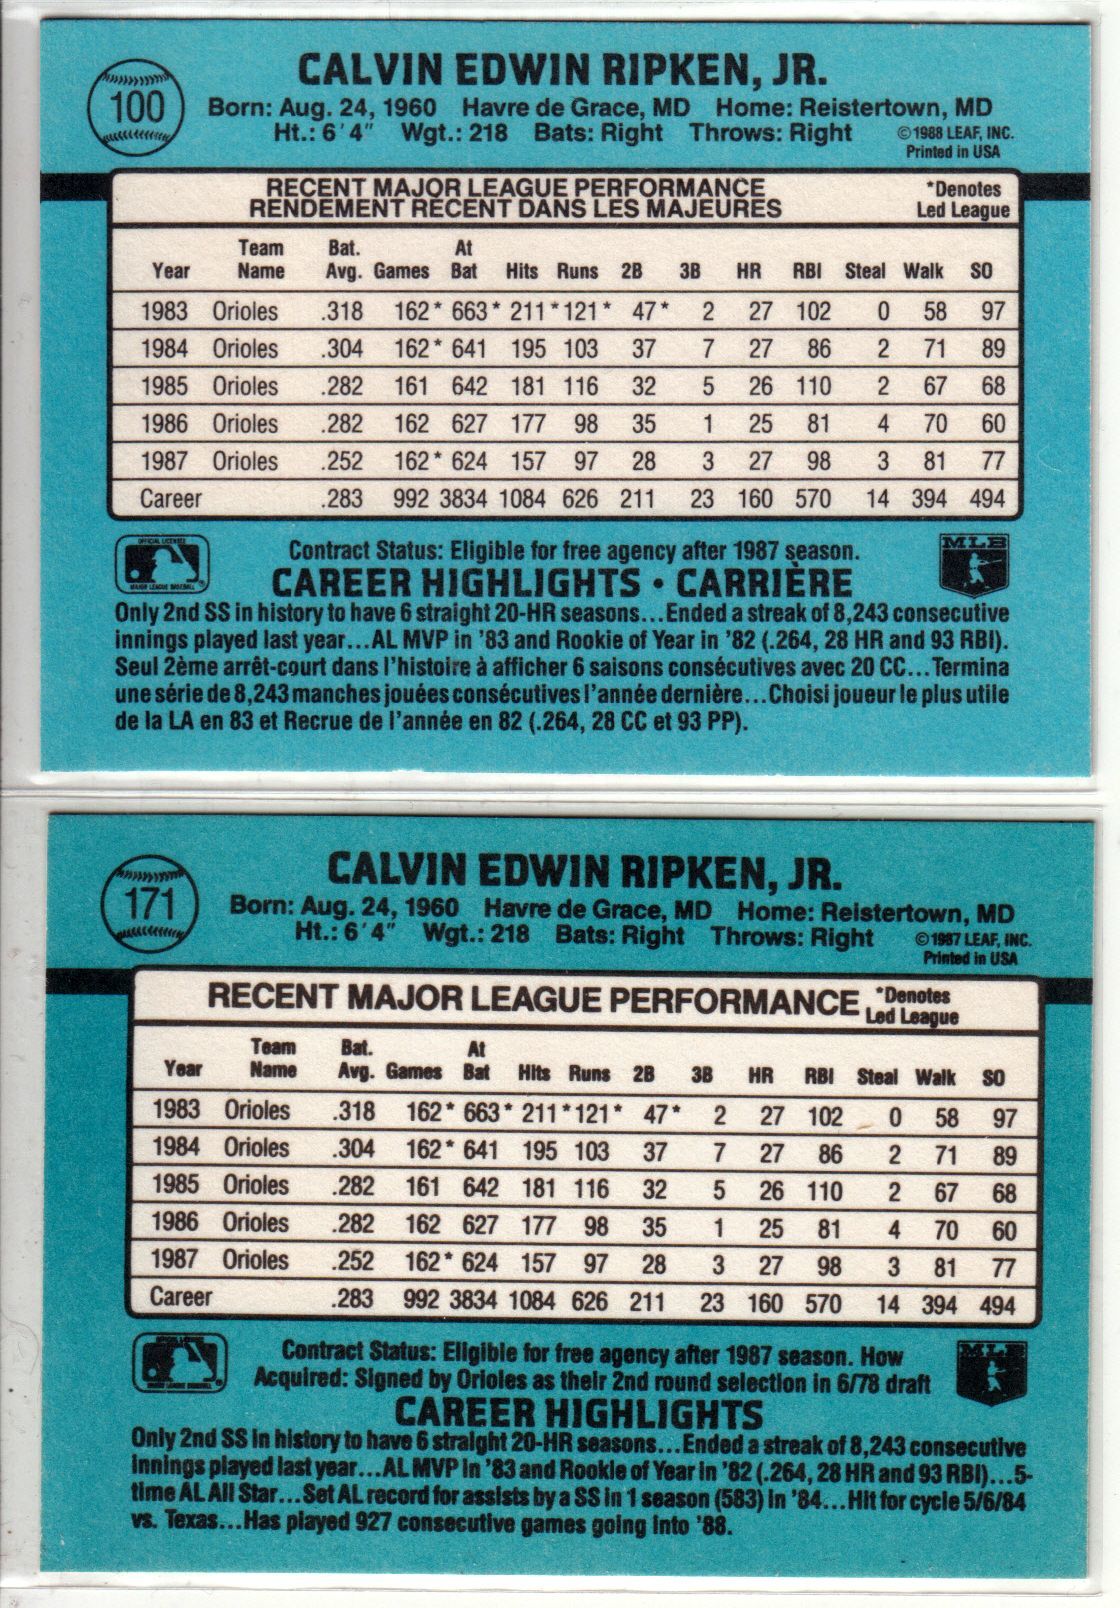 100
CALVIN EDWIN RIPKEN, JR.
Born: Aug. 24, 1960 Havre de Grace, MD Home: Reistertown, MD
Ht.: 6'4" Wgt.: 218 Bats: Right Throws: Right ©1988 LEAF, INC.
Printed in USA
RECENT MAJOR LEAGUE PERFORMANCE *Denotes
RENDEMENT RÉCENT DANS LES MAJEURES Led League
Team Bat. At
Year Name Avg. Games Bat Hits Runs 2B 3B HR RBI Steal Walk SO
1983 Orioles .318 162* 663* 211* 121* 47* 2 27 102 0 58 97
1984 Orioles .304 162* 641 195 103 37 7 27 86 2 71 89
1985 Orioles .282 161 642 181 116 32 5 26 110 2 67 68
1986 Orioles .282 162 627 177 98 35 1 25 81 4 70 60
1987 Orioles .252 162* 624 157 97 28 3 27 98 3 81 77
Career .283 992 3834 1084 626 211 23 160 570 14 394 494
OFFICIAL LICENSEE
MAJOR LEAGUE BASEBALL ®
MLB
Contract Status: Eligible for free agency after 1987 season.
CAREER HIGHLIGHTS • CARRIÈRE
Only 2nd SS in history to have 6 straight 20-HR seasons...Ended a streak of 8,243 consecutive
innings played last year...AL MVP in '83 and Rookie of Year in '82 (.264, 28 HR and 93 RBI).
Seul 2ème arrêt-court dans l'histoire à afficher 6 saisons consécutives avec 20 CC...Termina
une série de 8,243 manches jouées consécutives l'année dernière...Choisi joueur le plus utile
de la LA en 83 et Recrue de l'année en 82 (.264, 28 CC et 93 PP).
171
CALVIN EDWIN RIPKEN, JR.
Born: Aug. 24, 1960 Havre de Grace, MD Home: Reistertown, MD
Ht.: 6'4" Wgt.: 218 Bats: Right Throws: Right ©1987 LEAF, INC.
Printed in USA
RECENT MAJOR LEAGUE PERFORMANCE *Denotes
Led League
Team Bat. At
Year Name Avg. Games Bat Hits Runs 2B 3B HR RBI Steal Walk SO
1983 Orioles .318 162* 663* 211* 121* 47* 2 27 102 0 58 97
1984 Orioles .304 162* 641 195 103 37 7 27 86 2 71 89
1985 Orioles .282 161 642 181 116 32 5 26 110 2 67 68
1986 Orioles .282 162 627 177 98 35 1 25 81 4 70 60
1987 Orioles .252 162* 624 157 97 28 3 27 98 3 81 77
Career .283 992 3834 1084 626 211 23 160 570 14 394 494
OFFICIAL LICENSEE
MAJOR LEAGUE BASEBALL
MLB
Contract Status: Eligible for free agency after 1987 season. How
Acquired: Signed by Orioles as their 2nd round selection in 6/78 draft
CAREER HIGHLIGHTS
Only 2nd SS in history to have 6 straight 20-HR seasons...Ended a streak of 8,243 consecutive
innings played last year...AL MVP in '83 and Rookie of Year in '82 (.264, 28 HR and 93 RBI)...5-
time AL All Star...Set AL record for assists by a SS in 1 season (583) in '84...Hit for cycle 5/6/84
vs. Texas...Has played 927 consecutive games going into '88.